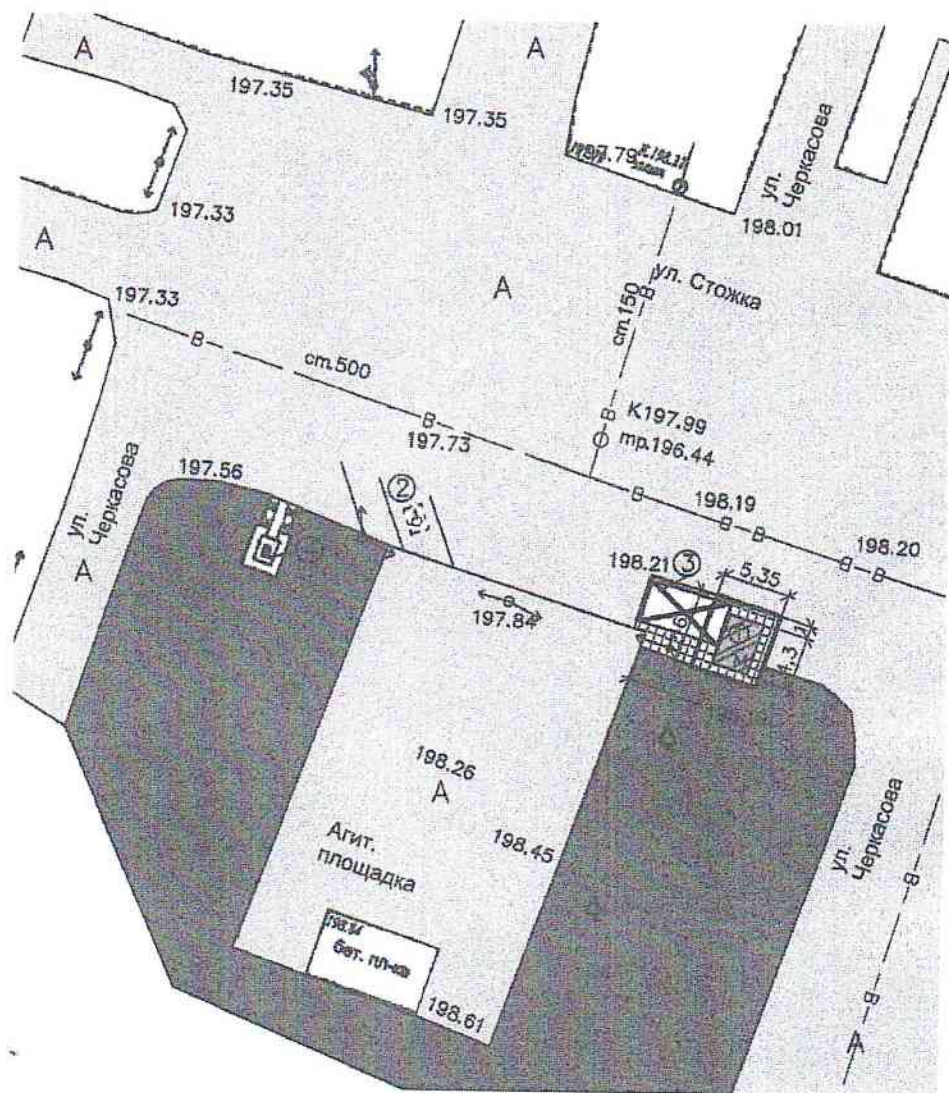 А
А
197.35
197.35
ул.
Черкасова
197.33
198.01
А
А
ул. Стожка
197.33
ст.150
В
ст.500
В
В
К197.99
тр.196.44
В
197.73
197.56
2
ул.
Черкасова
А
В
198.19
В
В
198.20
В
198.21
3
5,35
197.84
198.26
А
198.45
Агит.
площадка
ул.
Черкасова
В
198.94
бет. пл-ка
198.61
В
А